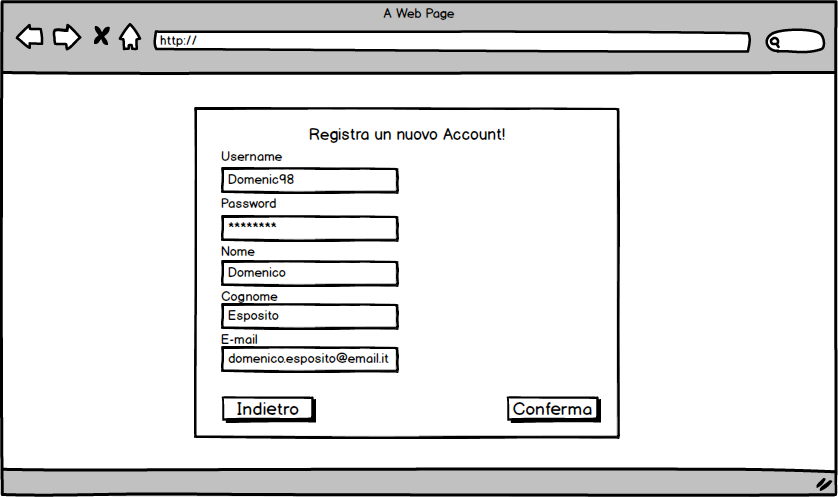 A Web Page
http://
Registra un nuovo Account!
Username
Domenic98
Password
********
Nome
Domenico
Cognome
Esposito
E-mail
domenico.esposito@email.it
Indietro
Conferma